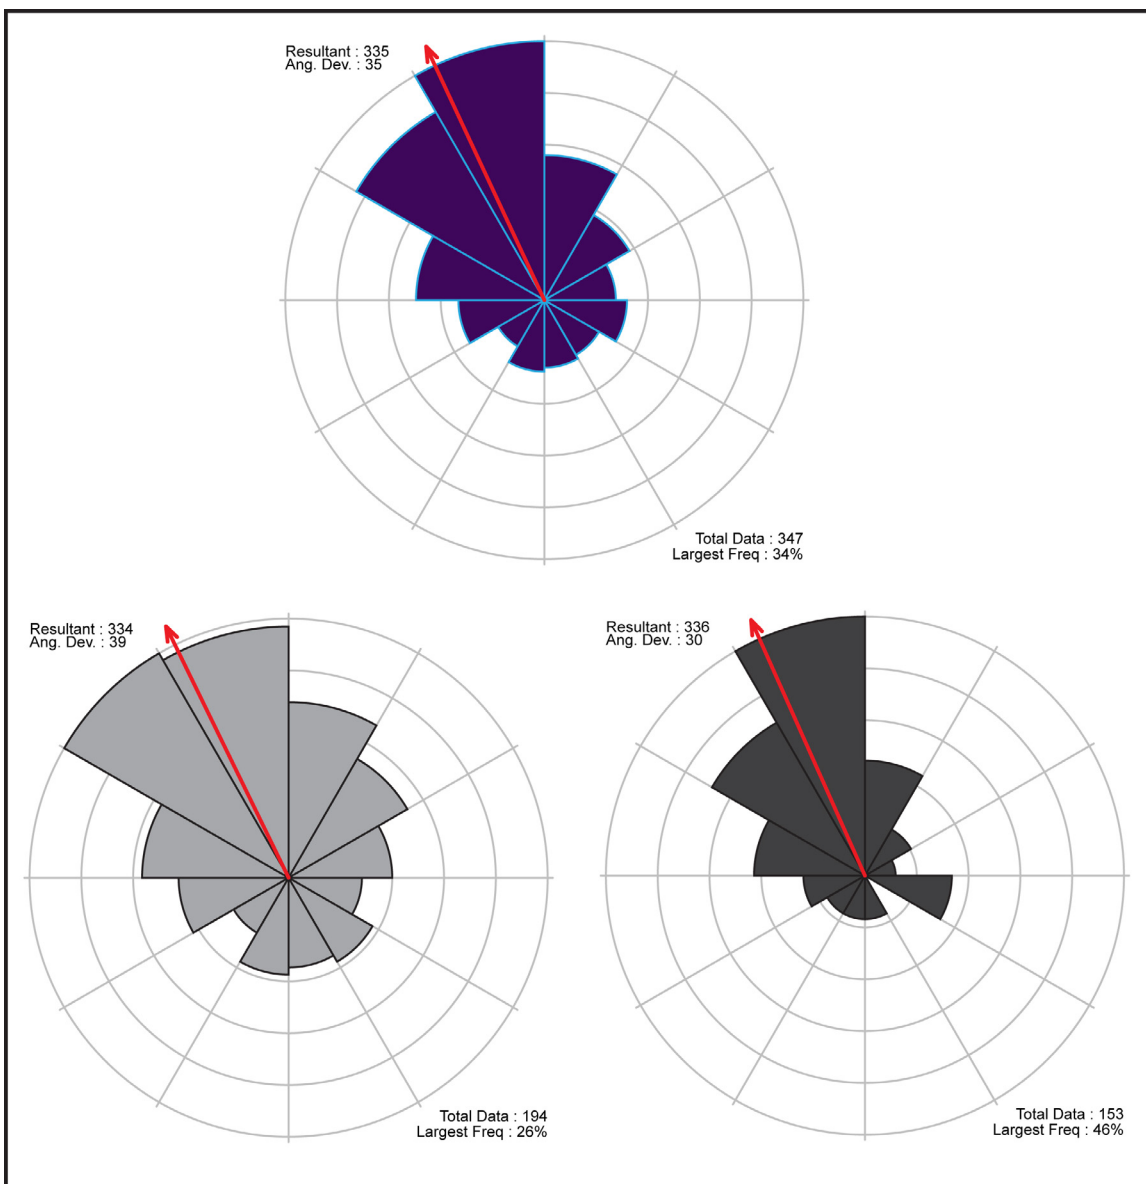 Resultant : 335
Ang. Dev. : 35
Total Data : 347
Largest Freq : 34%
Resultant : 334
Ang. Dev. : 39
Total Data : 194
Largest Freq : 26%
Resultant : 336
Ang. Dev. : 30
Total Data : 153
Largest Freq : 46%